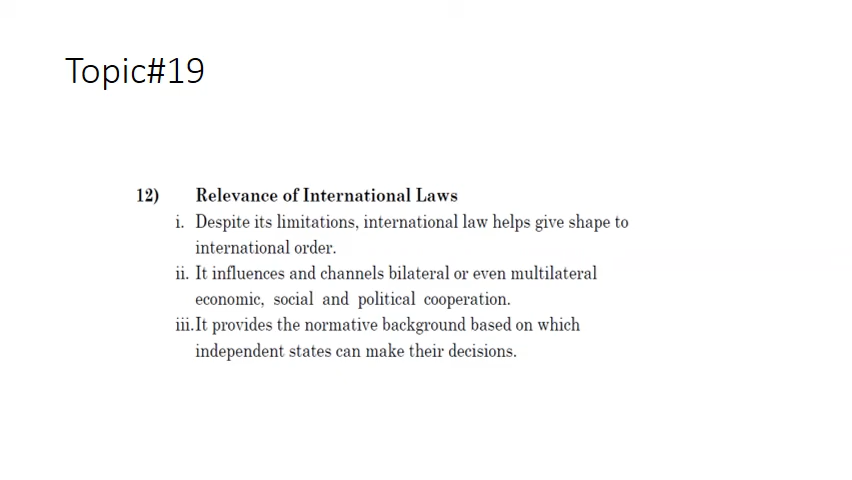 Topic#19
12) Relevance of International Laws
i. Despite its limitations, international law helps give shape to
international order.
ii. It influences and channels bilateral or even multilateral
economic, social and political cooperation.
iii.It provides the normative background based on which
independent states can make their decisions.